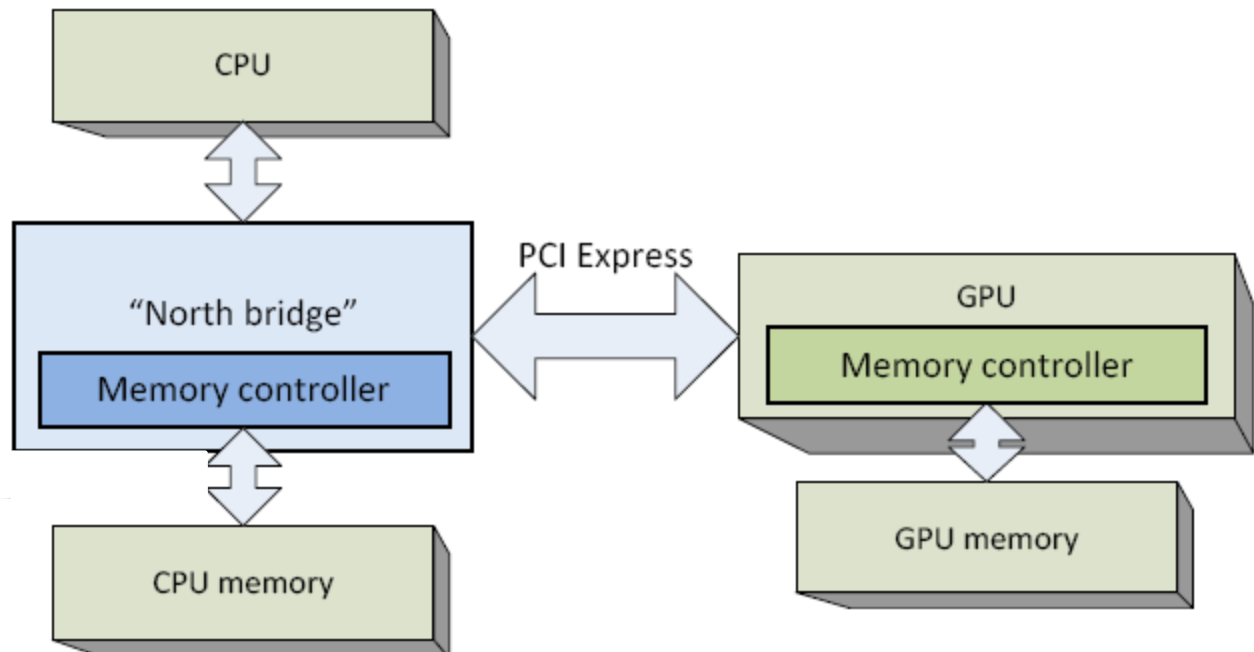 CPU
PCI Express
“North bridge”
GPU
Memory controller
Memory controller
CPU memory
GPU memory